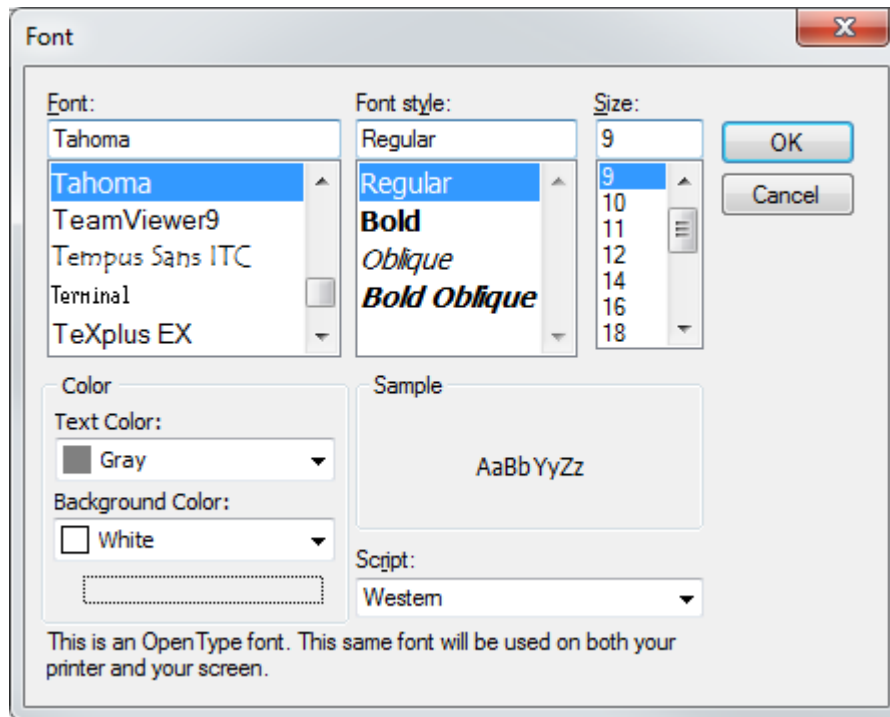 Font
Font:
Tahoma
Tahoma
TeamViewer9
Tempus Sans ITC
Terminal
TeXplus EX
Font style:
Regular
Regular
Bold
Oblique
Bold Oblique
Size:
9
9
10
11
12
14
16
18
OK
Cancel
Color
Text Color:
Gray
Background Color:
White
Sample
AaBbYyZz
Script:
Western
This is an OpenType font. This same font will be used on both your
printer and your screen.